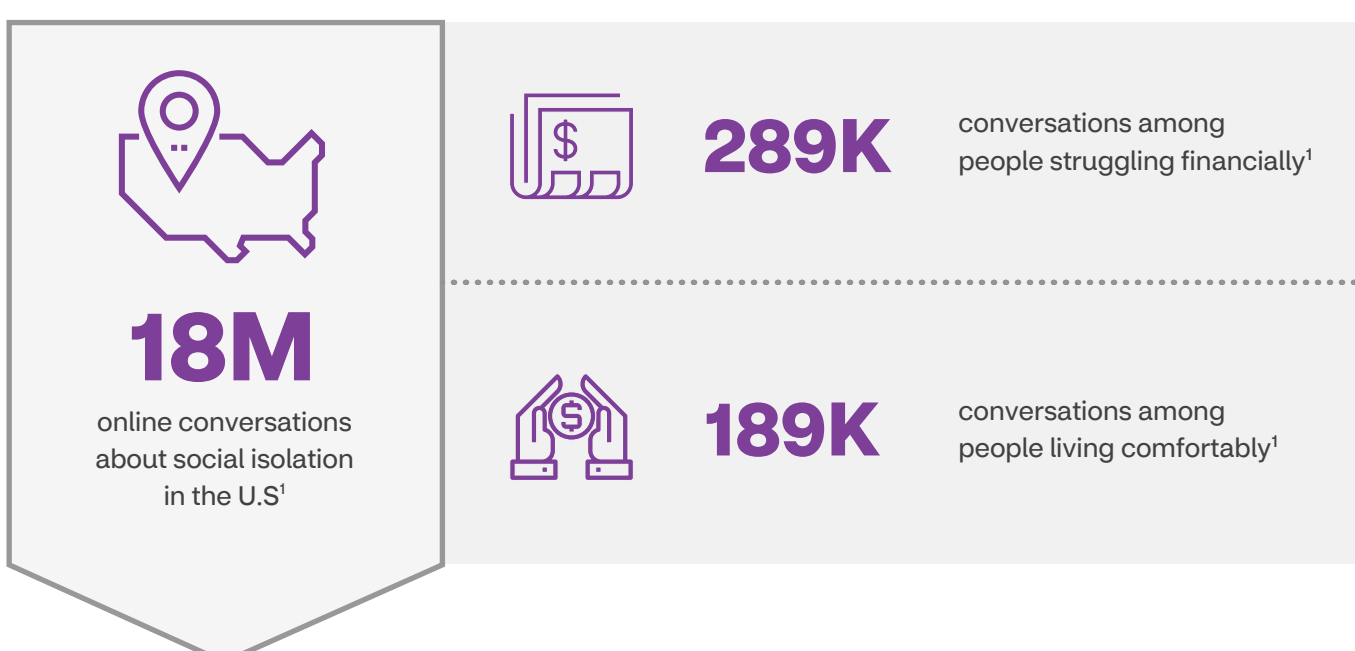 18M
online conversations
about social isolation
in the U.S¹
$
289K
conversations among
people struggling financially¹
$
189K
conversations among
people living comfortably¹